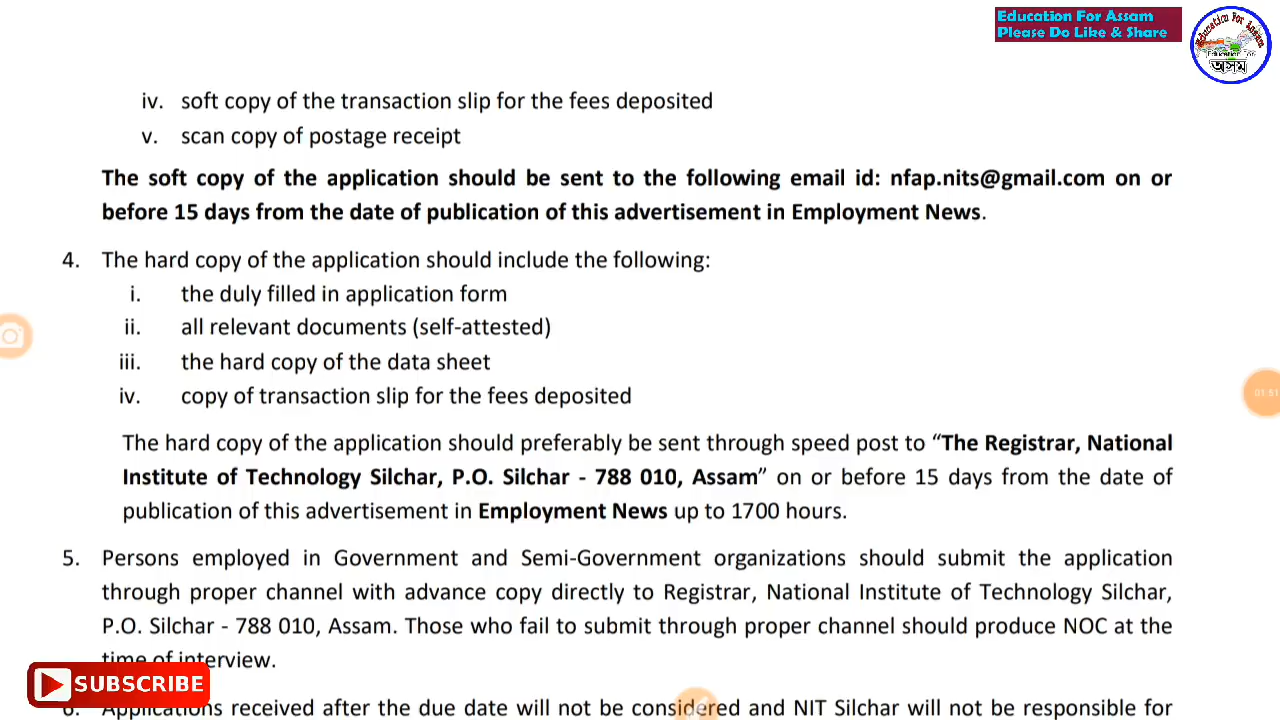 Education For Assam
Please Do Like & Share
Education For Assam
Education For
অসম
iv. soft copy of the transaction slip for the fees deposited
v. scan copy of postage receipt
The soft copy of the application should be sent to the following email id: nfap.nits@gmail.com on or
before 15 days from the date of publication of this advertisement in Employment News.
4. The hard copy of the application should include the following:
i. the duly filled in application form
ii. all relevant documents (self-attested)
iii. the hard copy of the data sheet
iv. copy of transaction slip for the fees deposited
The hard copy of the application should preferably be sent through speed post to “The Registrar, National
Institute of Technology Silchar, P.O. Silchar - 788 010, Assam” on or before 15 days from the date of
publication of this advertisement in Employment News up to 1700 hours.
01:51
5. Persons employed in Government and Semi-Government organizations should submit the application
through proper channel with advance copy directly to Registrar, National Institute of Technology Silchar,
P.O. Silchar - 788 010, Assam. Those who fail to submit through proper channel should produce NOC at the
time of interview.
SUBSCRIBE
6. Applications received after the due date will not be considered and NIT Silchar will not be responsible for